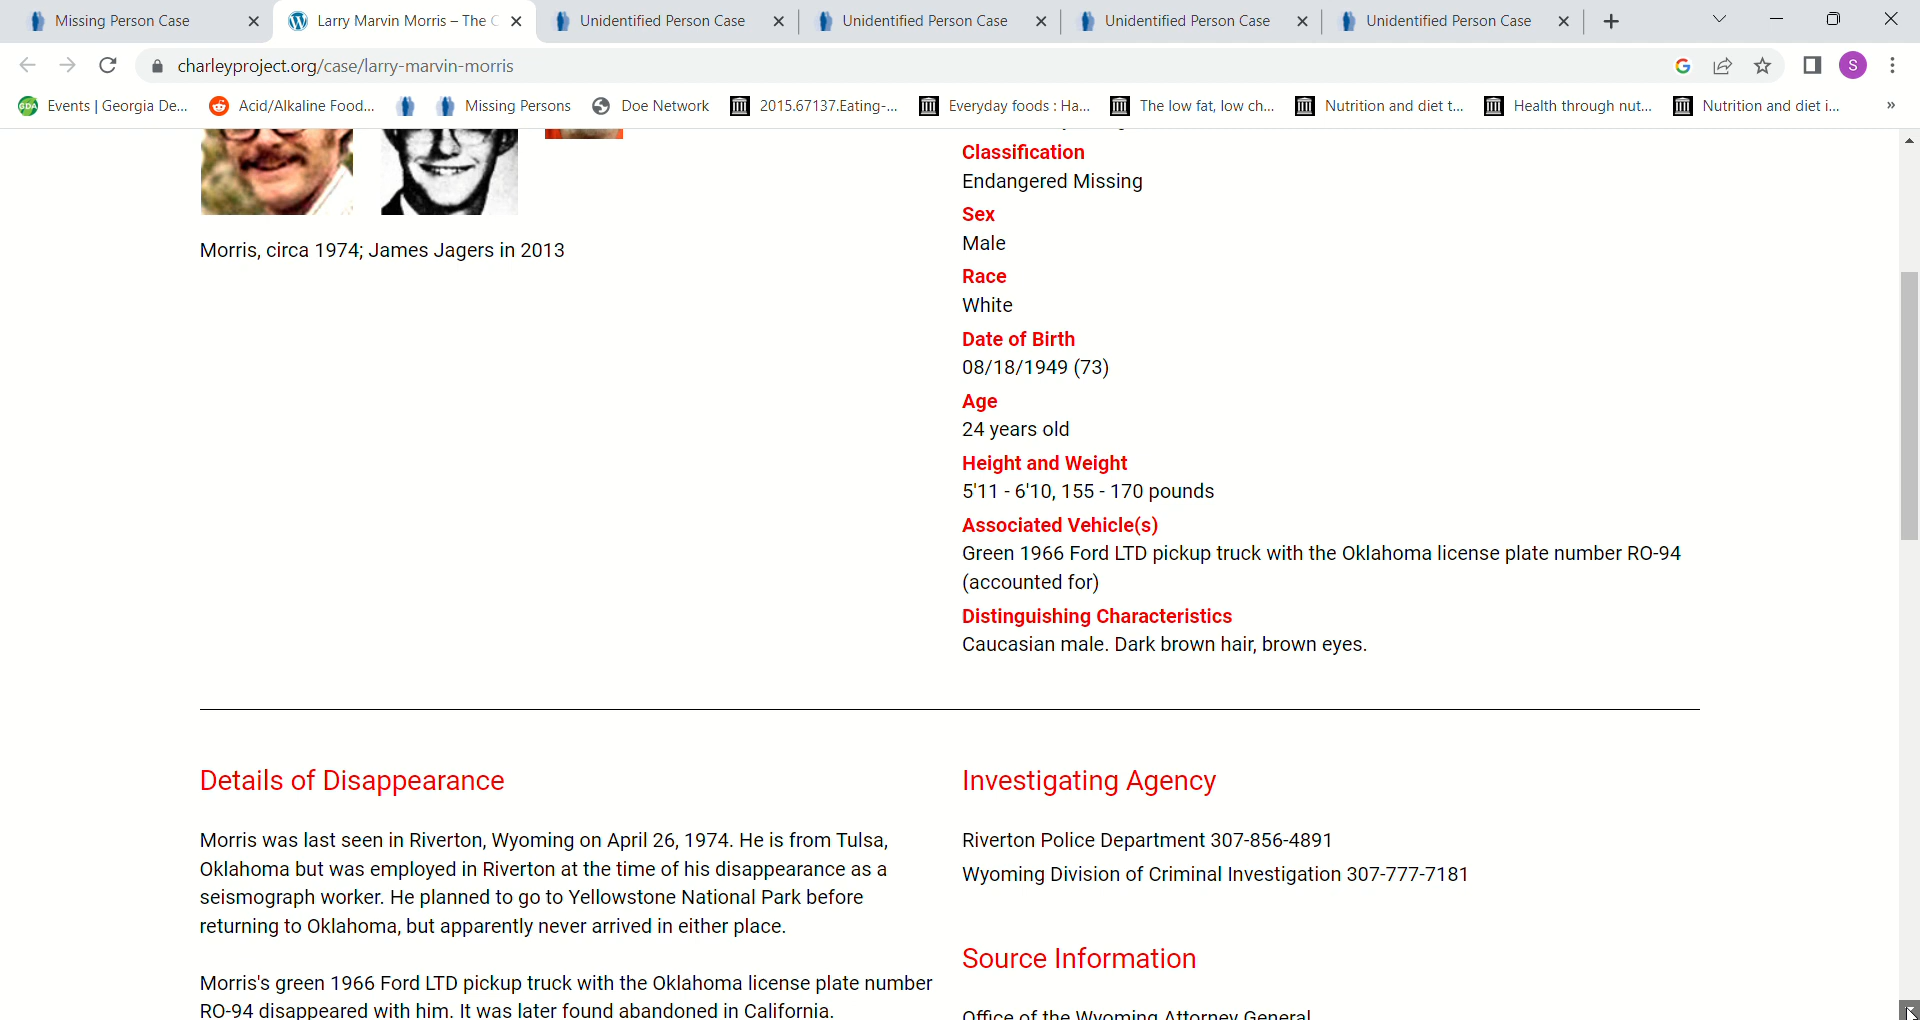 Missing Person Case
Larry Marvin Morris – The C
Unidentified Person Case
Unidentified Person Case
Unidentified Person Case
Unidentified Person Case
charleyproject.org/case/larry-marvin-morris
S
GDA
Events | Georgia De...
Acid/Alkaline Food...
Missing Persons
Doe Network
2015.67137.Eating-...
Everyday foods : Ha...
The low fat, low ch...
Nutrition and diet t...
Health through nut...
Nutrition and diet i...
»
Morris, circa 1974; James Jagers in 2013
Classification
Endangered Missing
Sex
Male
Race
White
Date of Birth
08/18/1949 (73)
Age
24 years old
Height and Weight
5'11 - 6'10, 155 - 170 pounds
Associated Vehicle(s)
Green 1966 Ford LTD pickup truck with the Oklahoma license plate number RO-94
(accounted for)
Distinguishing Characteristics
Caucasian male. Dark brown hair, brown eyes.
Details of Disappearance
Morris was last seen in Riverton, Wyoming on April 26, 1974. He is from Tulsa,
Oklahoma but was employed in Riverton at the time of his disappearance as a
seismograph worker. He planned to go to Yellowstone National Park before
returning to Oklahoma, but apparently never arrived in either place.
Morris's green 1966 Ford LTD pickup truck with the Oklahoma license plate number
RO-94 disappeared with him. It was later found abandoned in California.
Investigating Agency
Riverton Police Department 307-856-4891
Wyoming Division of Criminal Investigation 307-777-7181
Source Information
Office of the Wyoming Attorney General